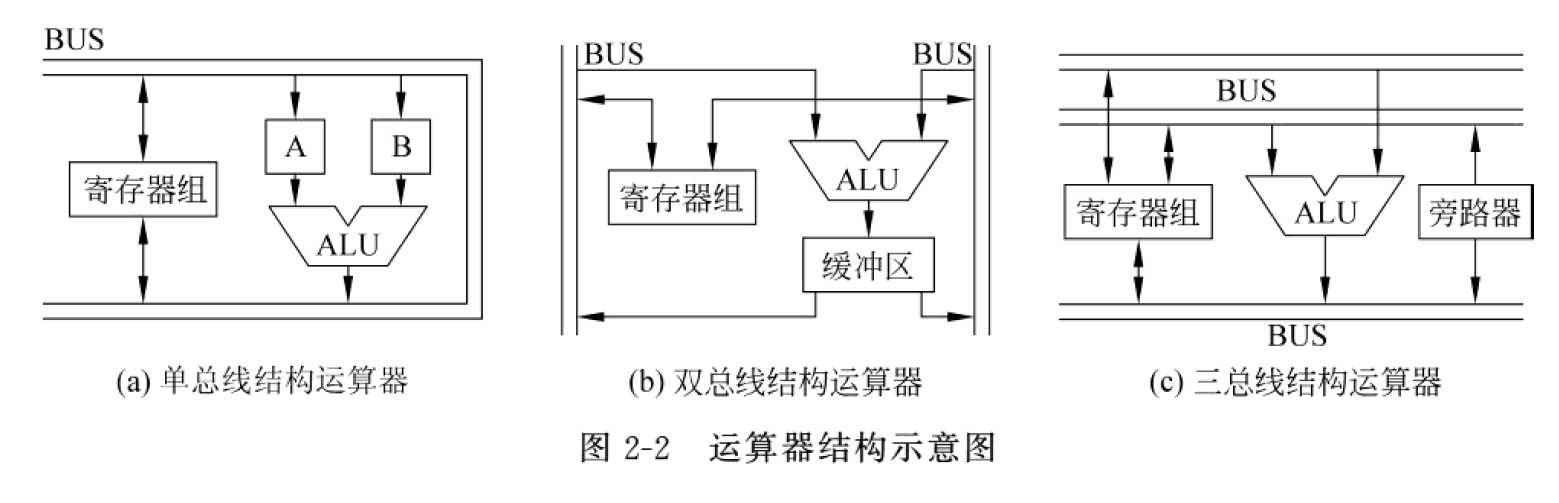 BUS
A
B
寄存器组
ALU
(a) 单总线结构运算器
BUS
BUS
ALU
寄存器组
缓冲区
(b) 双总线结构运算器
BUS
寄存器组
ALU
旁路器
BUS
(c) 三总线结构运算器
图 2-2 运算器结构示意图